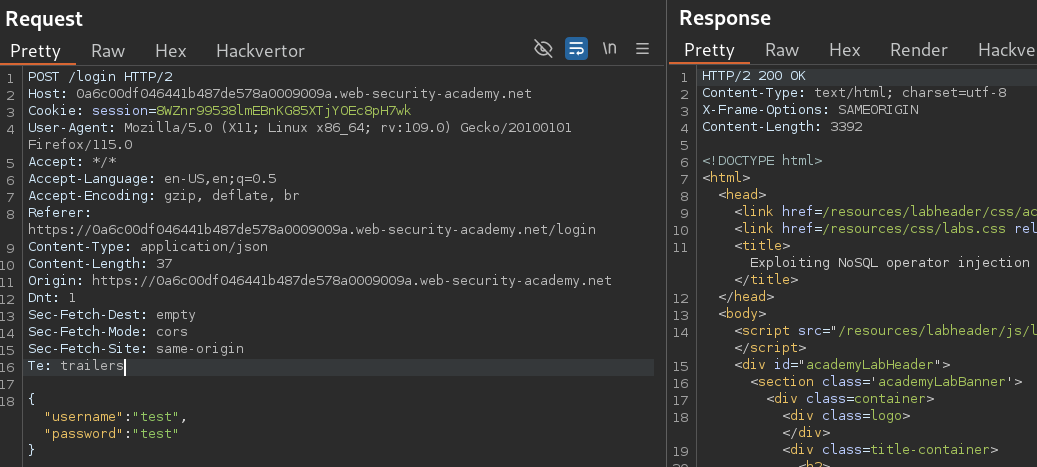 Request
Pretty Raw Hex Hackvertor \n
1 POST /login HTTP/2
2 Host: 0a6c00df046441b487de578a0009009a.web-security-academy.net
3 Cookie: session=8WZnr99538lmEBnKG85XTjYOEc8pH7wk
4 User-Agent: Mozilla/5.0 (X11; Linux x86_64; rv:109.0) Gecko/20100101
Firefox/115.0
5 Accept: */*
6 Accept-Language: en-US,en;q=0.5
7 Accept-Encoding: gzip, deflate, br
8 Referer:
https://0a6c00df046441b487de578a0009009a.web-security-academy.net/login
9 Content-Type: application/json
10 Content-Length: 37
11 Origin: https://0a6c00df046441b487de578a0009009a.web-security-academy.net
12 Dnt: 1
13 Sec-Fetch-Dest: empty
14 Sec-Fetch-Mode: cors
15 Sec-Fetch-Site: same-origin
16 Te: trailers
17
18 {
"username":"test",
"password":"test"
}
Response
Pretty Raw Hex Render Hackve
1 HTTP/2 200 OK
2 Content-Type: text/html; charset=utf-8
3 X-Frame-Options: SAMEORIGIN
4 Content-Length: 3392
5
6 <!DOCTYPE html>
7 <html>
8 <head>
9 <link href=/resources/labheader/css/ac
10 <link href=/resources/css/labs.css rel
11 <title>
Exploiting NoSQL operator injection
</title>
12 </head>
13 <body>
14 <script src="/resources/labheader/js/l
</script>
15 <div id="academyLabHeader">
16 <section class='academyLabBanner'>
17 <div class=container>
18 <div class=logo>
</div>
19 <div class=title-container>
20 <h2>